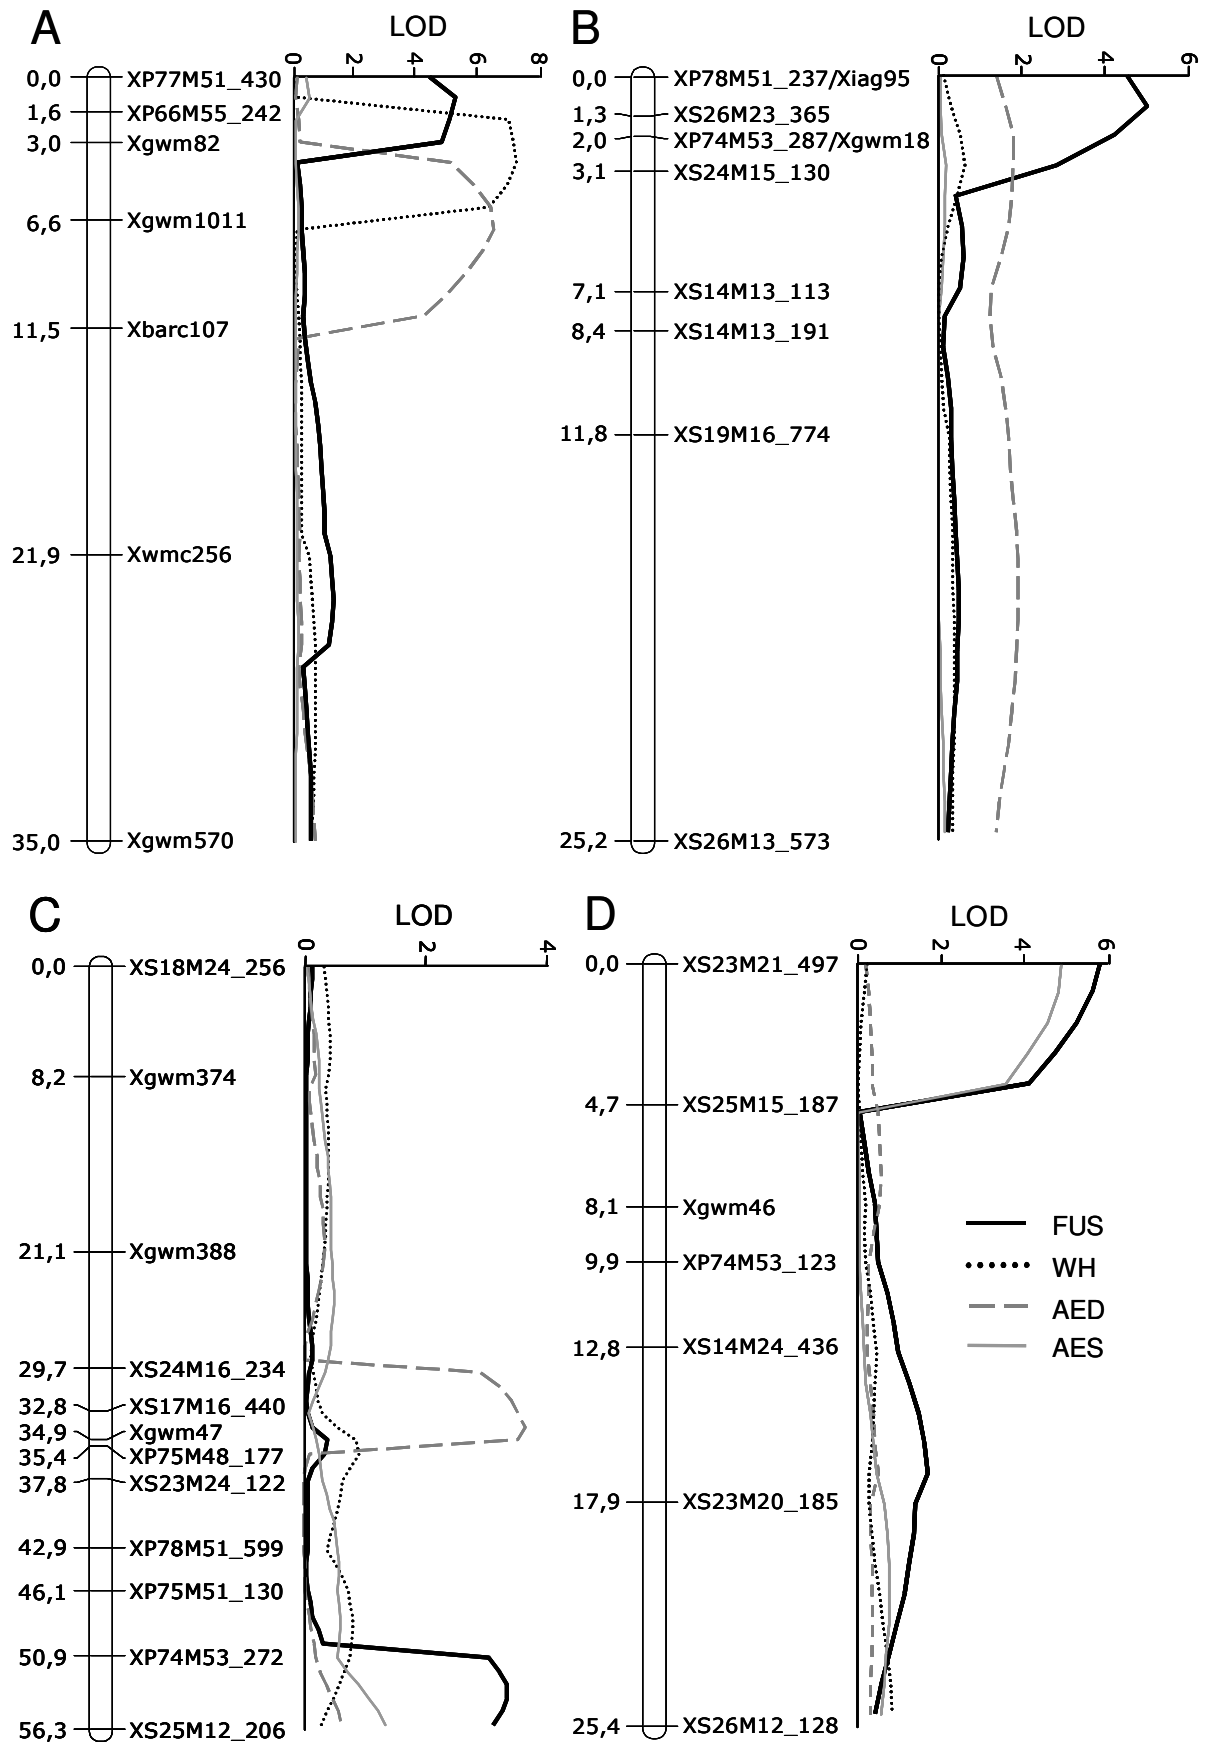 A LOD
0 2 4 6 8
0,0 XP77M51_430
1,6 XP66M55_242
3,0 Xgwm82
6,6 Xgwm1011
11,5 Xbarc107
21,9 Xwmc256
35,0 Xgwm570
B LOD
0 2 4 6
0,0 XP78M51_237/Xiag95
1,3 XS26M23_365
2,0 XP74M53_287/Xgwm18
3,1 XS24M15_130
7,1 XS14M13_113
8,4 XS14M13_191
11,8 XS19M16_774
25,2 XS26M13_573
C LOD
0 2 4
0,0 XS18M24_256
8,2 Xgwm374
21,1 Xgwm388
29,7 XS24M16_234
32,8 XS17M16_440
34,9 Xgwm47
35,4 XP75M48_177
37,8 XS23M24_122
42,9 XP78M51_599
46,1 XP75M51_130
50,9 XP74M53_272
56,3 XS25M12_206
D LOD
0 2 4 6
0,0 XS23M21_497
4,7 XS25M15_187
8,1 Xgwm46
9,9 XP74M53_123
12,8 XS14M24_436
17,9 XS23M20_185
25,4 XS26M12_128
FUS
WH
AED
AES